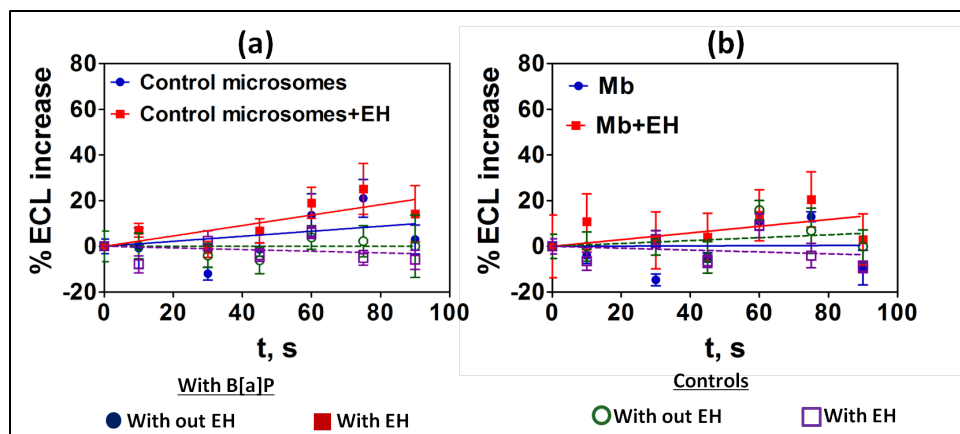 (a)
80
60
40
20
0
-20
% ECL increase
Control microsomes
Control microsomes+EH
0 20 40 60 80 100
t, s
(b)
80
60
40
20
0
-20
% ECL increase
Mb
Mb+EH
0 20 40 60 80 100
t, s
With B[a]P
Controls
With out EH
With EH
With out EH
With EH